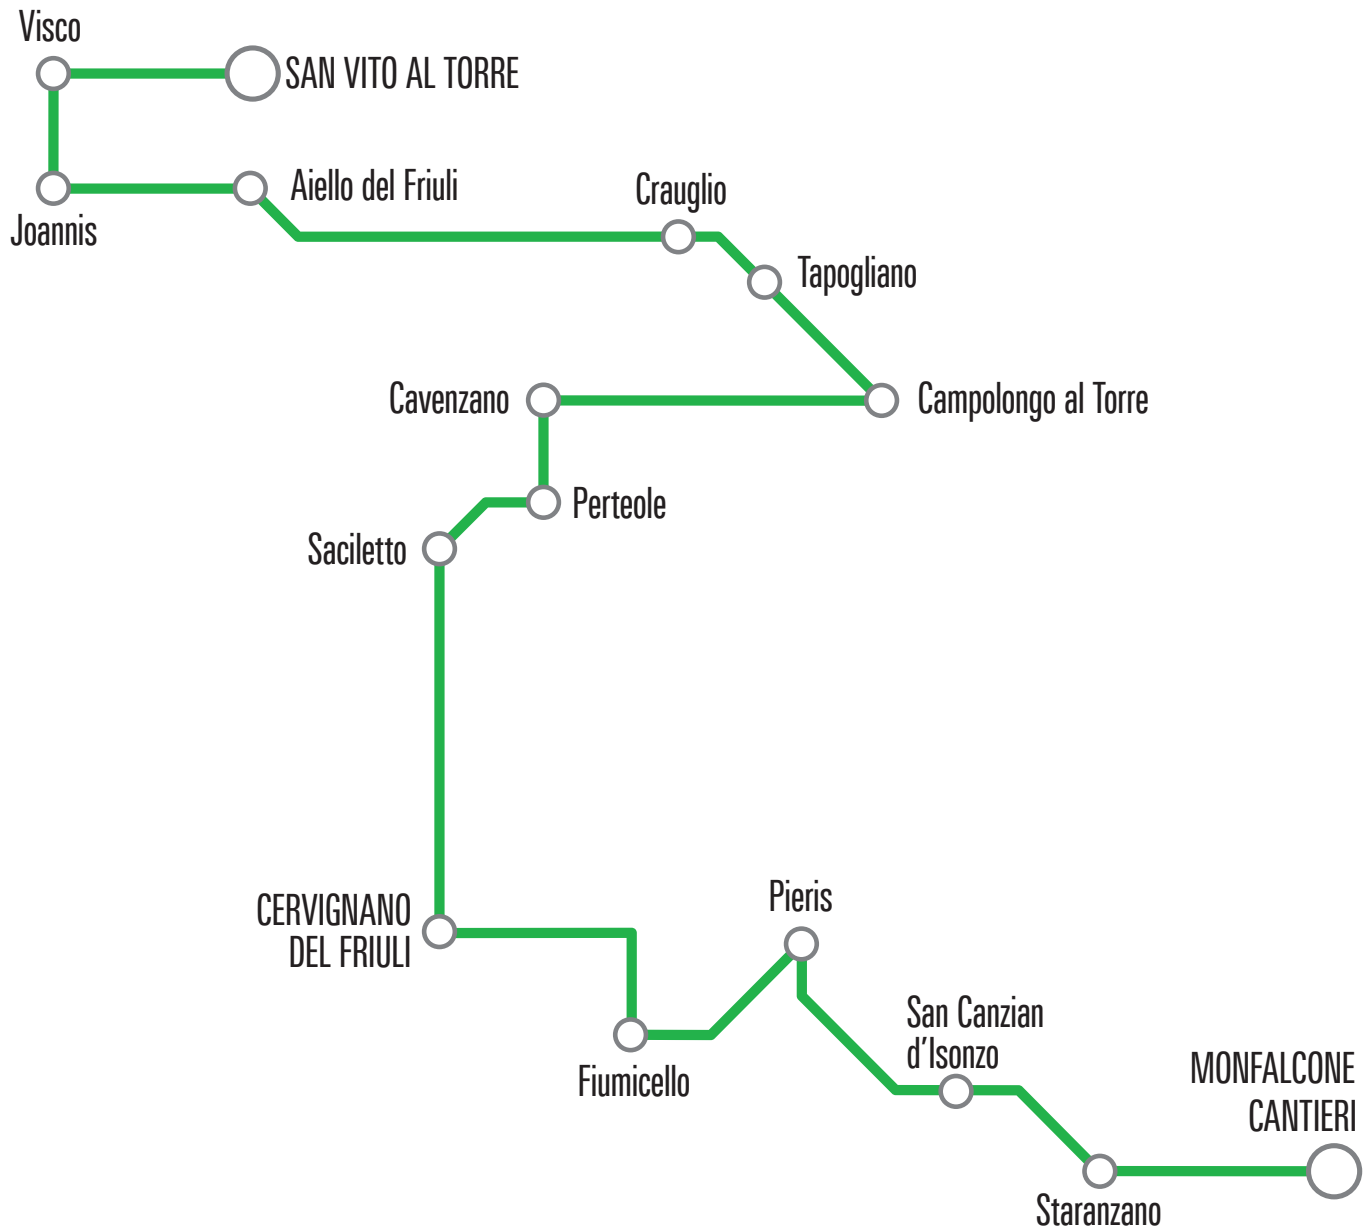 Visco
SAN VITO AL TORRE
Joannis
Aiello del Friuli
Crauglio
Tapogliano
Campolongo al Torre
Cavenzano
Perteole
Saciletto
CERVIGNANO
DEL FRIULI
Fiumicello
Pieris
San Canzian
d'Isonzo
Staranzano
MONFALCONE
CANTIERI